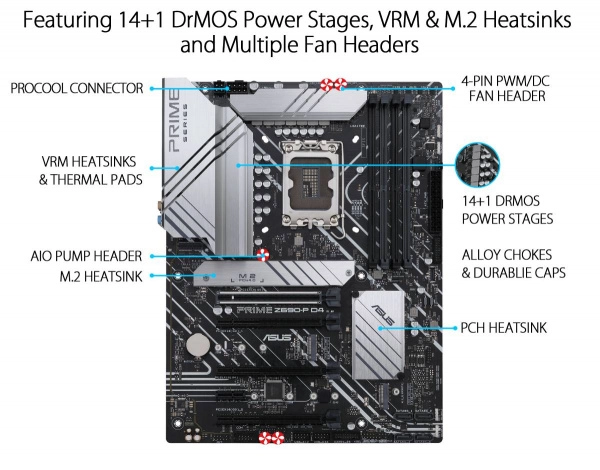 Featuring 14+1 DrMOS Power Stages, VRM & M.2 Heatsinks
and Multiple Fan Headers
PROCOOL CONNECTOR
4-PIN PWM/DC
FAN HEADER
PRIME
SERIES
VRM HEATSINKS
& THERMAL PADS
14+1 DRMOS
POWER STAGES
AIO PUMP HEADER
ALLOY CHOKES
& DURABLIE CAPS
M.2 HEATSINK
M.2
PRIME Z690-P D4
ASUS
ASUS
PCH HEATSINK